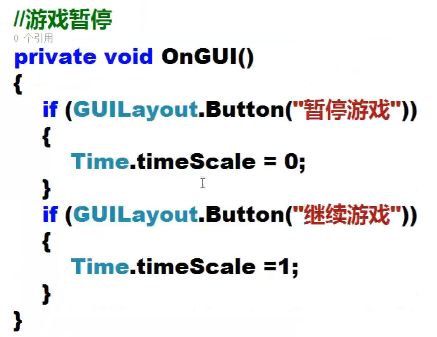 //游戏暂停
0 个引用
private void OnGUI()
{
if (GUILayout.Button("暂停游戏"))
{
Time.timeScale = 0;
}
if (GUILayout.Button("继续游戏"))
{
Time.timeScale =1;
}
}